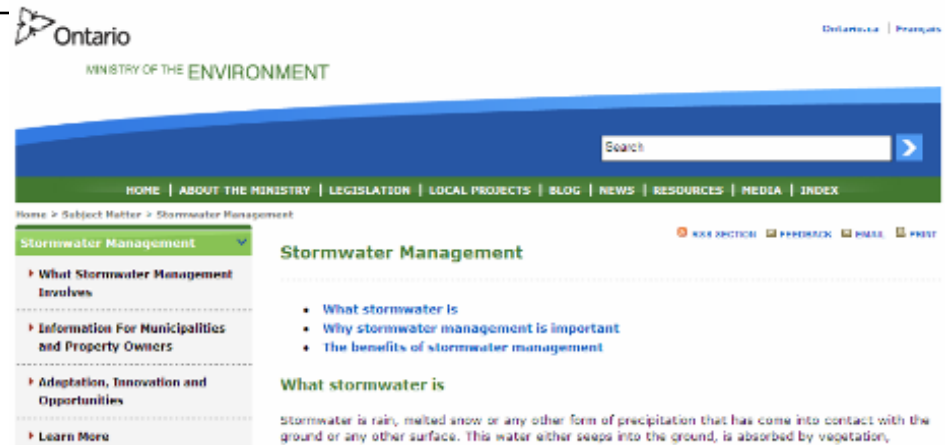 Ontario
Ontario.ca | Français
MINISTRY OF THE ENVIRONMENT
Search
HOME | ABOUT THE MINISTRY | LEGISLATION | LOCAL PROJECTS | BLOG | NEWS | RESOURCES | MEDIA | INDEX
Home > Subject Matter > Stormwater Management
RSS SECTION FEEDBACK EMAIL PRINT
Stormwater Management
What Stormwater Management
Involves
Information For Municipalities
and Property Owners
Adaptation, Innovation and
Opportunities
Learn More
Stormwater Management
• What stormwater is
• Why stormwater management is important
• The benefits of stormwater management
What stormwater is
Stormwater is rain, melted snow or any other form of precipitation that has come into contact with the
ground or any other surface. This water either seeps into the ground, is absorbed by vegetation,